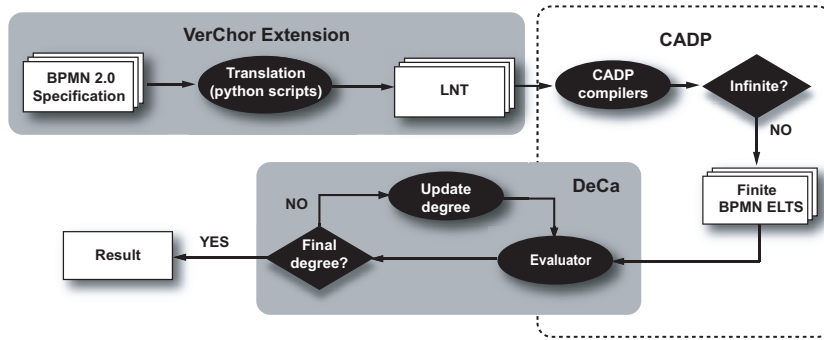 VerChor Extension
CADP
BPMN 2.0
Specification
Translation
(python scripts)
LNT
CADP
compilers
Infinite?
NO
Finite
BPMN ELTS
DeCa
Update
degree
NO
Evaluator
Final
degree?
YES
Result